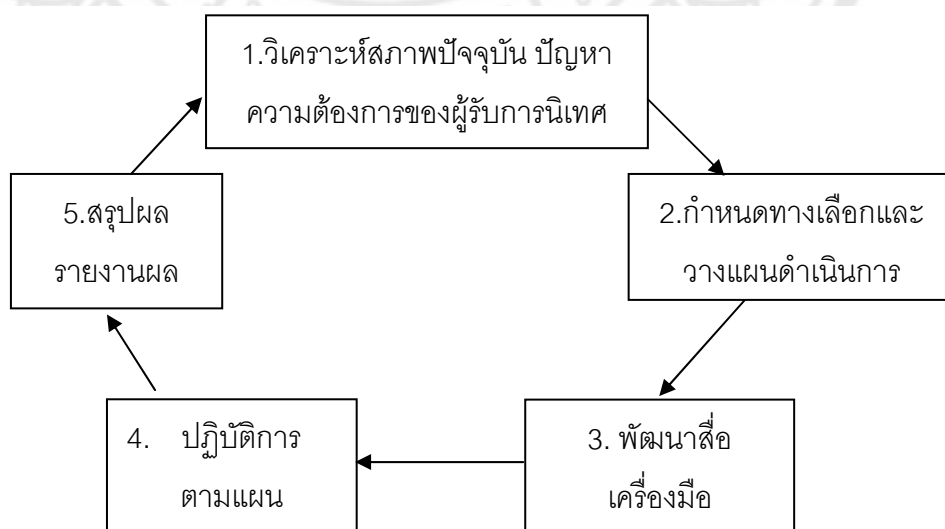 1.วิเคราะห์สภาพปัจจุบัน ปัญหา
ความต้องการของผู้รับการนิเทศ
2.กำหนดทางเลือกและ
วางแผนดำเนินการ
3. พัฒนาสื่อ
เครื่องมือ
4. ปฏิบัติการ
ตามแผน
5.สรุปผล
รายงานผล